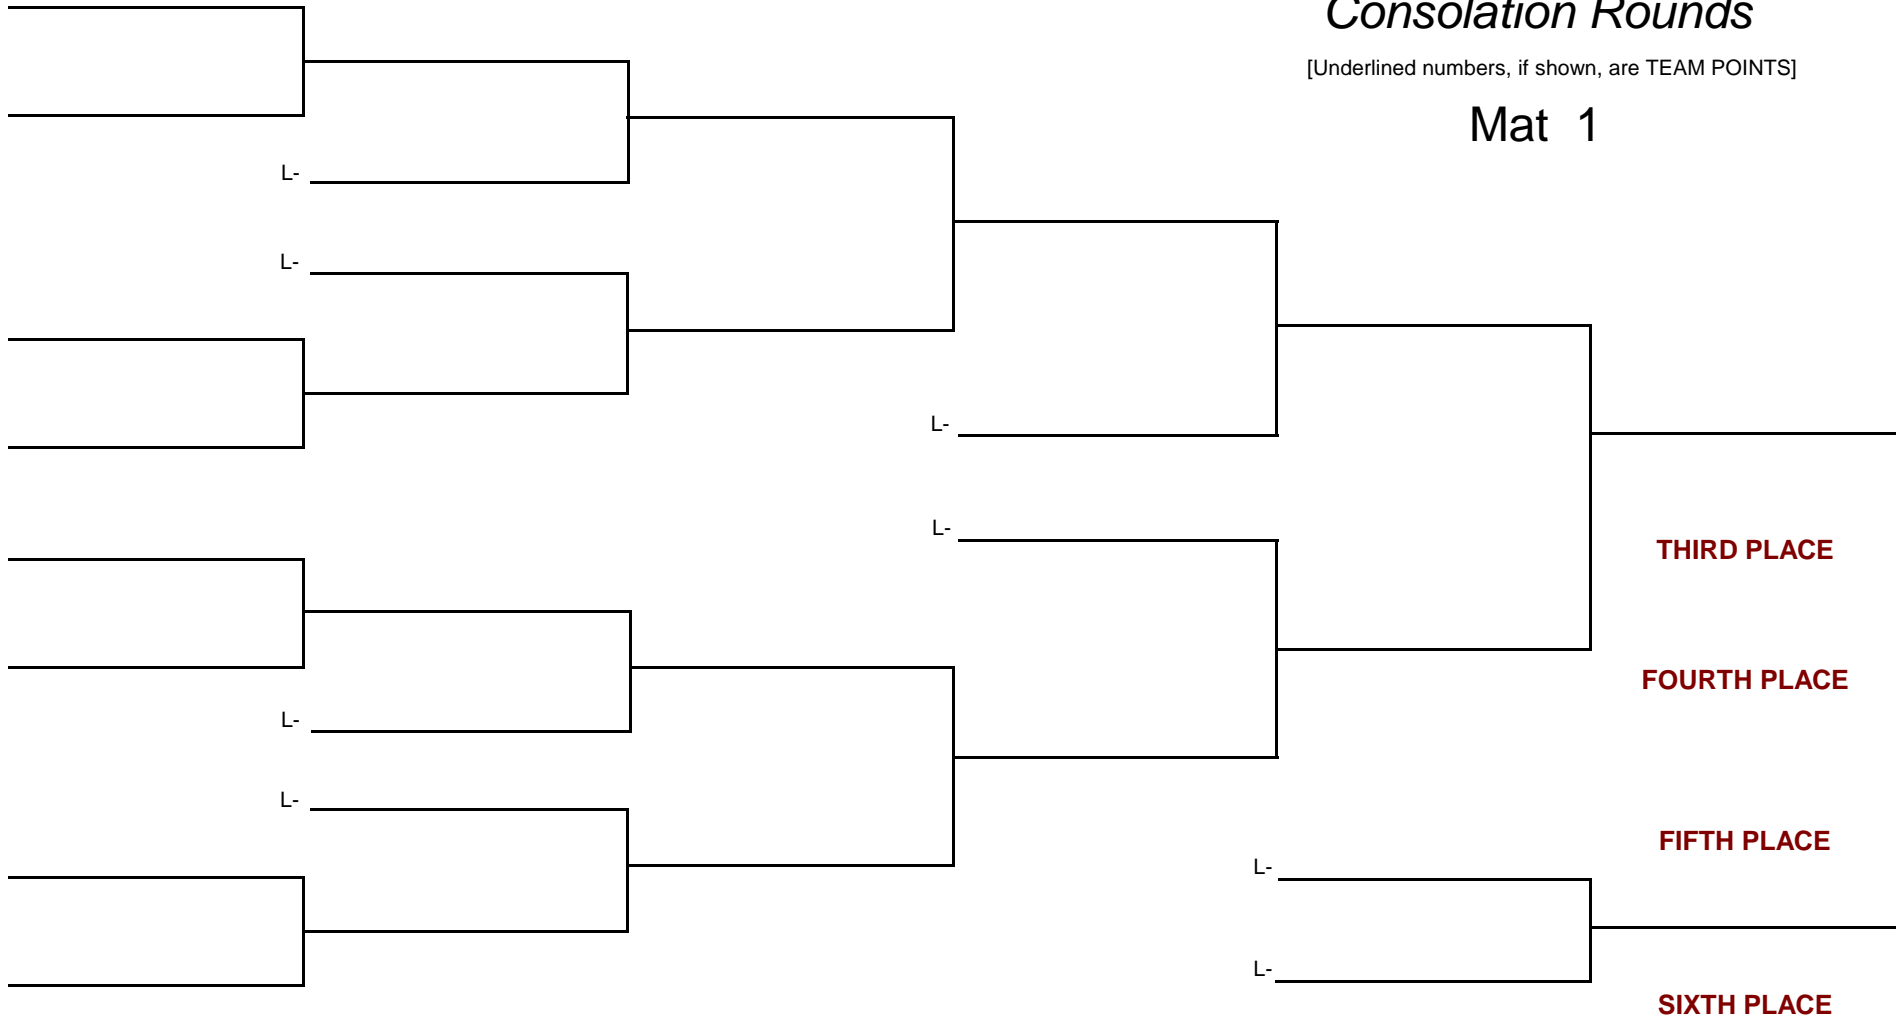 Consolation Rounds
[Underlined numbers, if shown, are TEAM POINTS]
Mat 1
L-
L-
L-
L-
THIRD PLACE
FOURTH PLACE
L-
L-
FIFTH PLACE
L-
L-
SIXTH PLACE